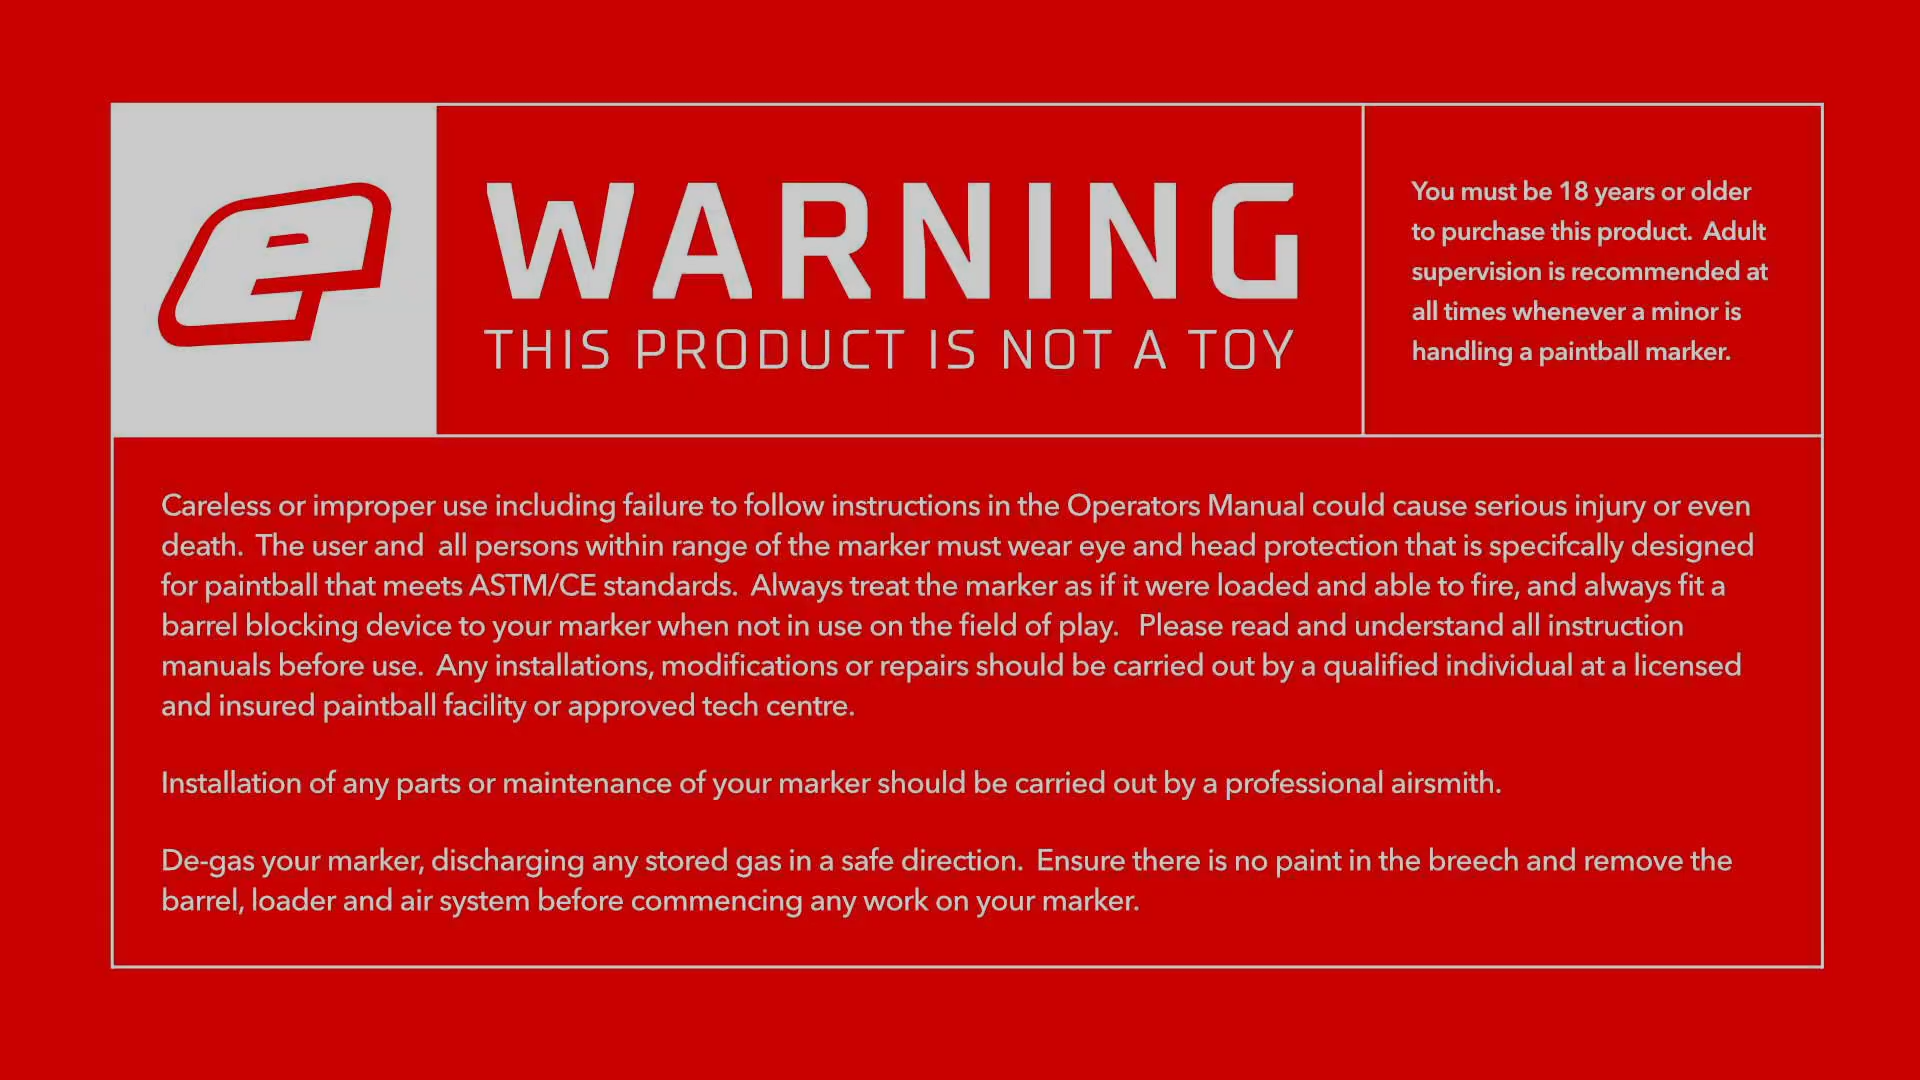 e
WARNING
THIS PRODUCT IS NOT A TOY
You must be 18 years or older
to purchase this product.  Adult
supervision is recommended at
all times whenever a minor is
handling a paintball marker.
Careless or improper use including failure to follow instructions in the Operators Manual could cause serious injury or even
death.  The user and  all persons within range of the marker must wear eye and head protection that is specifcally designed
for paintball that meets ASTM/CE standards.  Always treat the marker as if it were loaded and able to fire, and always fit a
barrel blocking device to your marker when not in use on the field of play.   Please read and understand all instruction
manuals before use.  Any installations, modifications or repairs should be carried out by a qualified individual at a licensed
and insured paintball facility or approved tech centre.
Installation of any parts or maintenance of your marker should be carried out by a professional airsmith.
De-gas your marker, discharging any stored gas in a safe direction.  Ensure there is no paint in the breech and remove the
barrel, loader and air system before commencing any work on your marker.